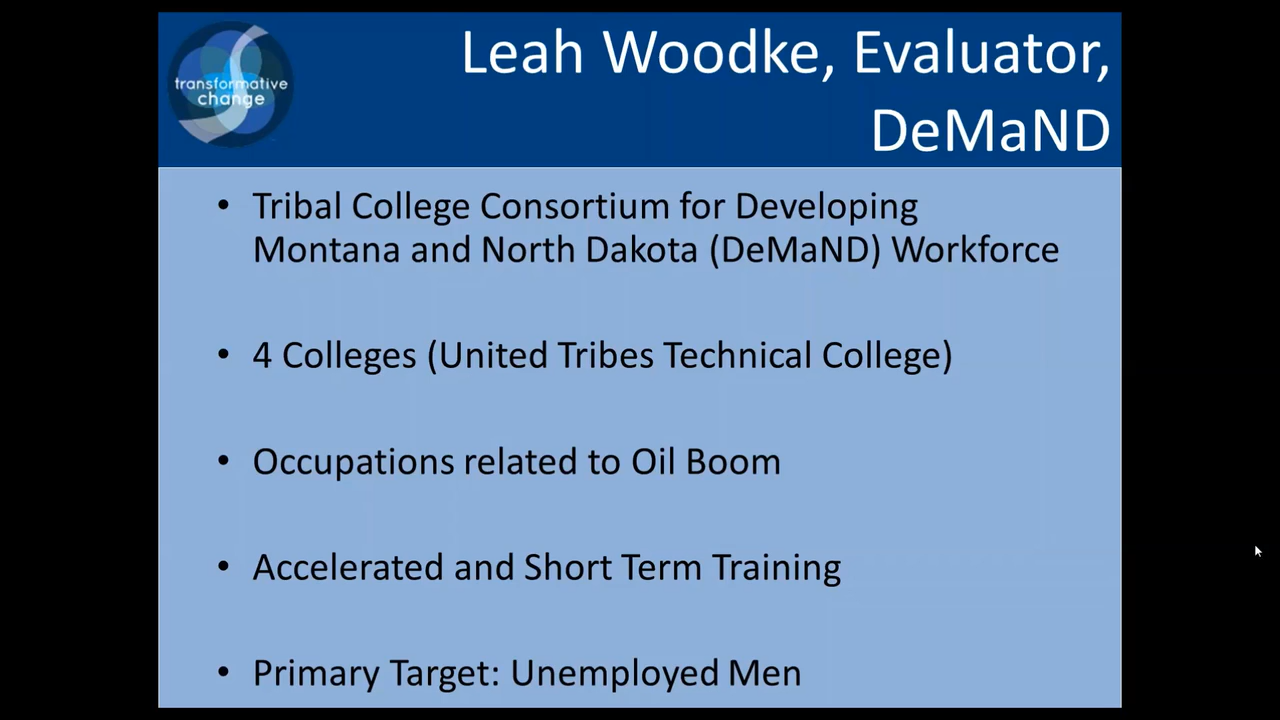 transformative
change
Leah Woodke, Evaluator,
DeMaND
• Tribal College Consortium for Developing
Montana and North Dakota (DeMaND) Workforce
• 4 Colleges (United Tribes Technical College)
• Occupations related to Oil Boom
• Accelerated and Short Term Training
• Primary Target: Unemployed Men